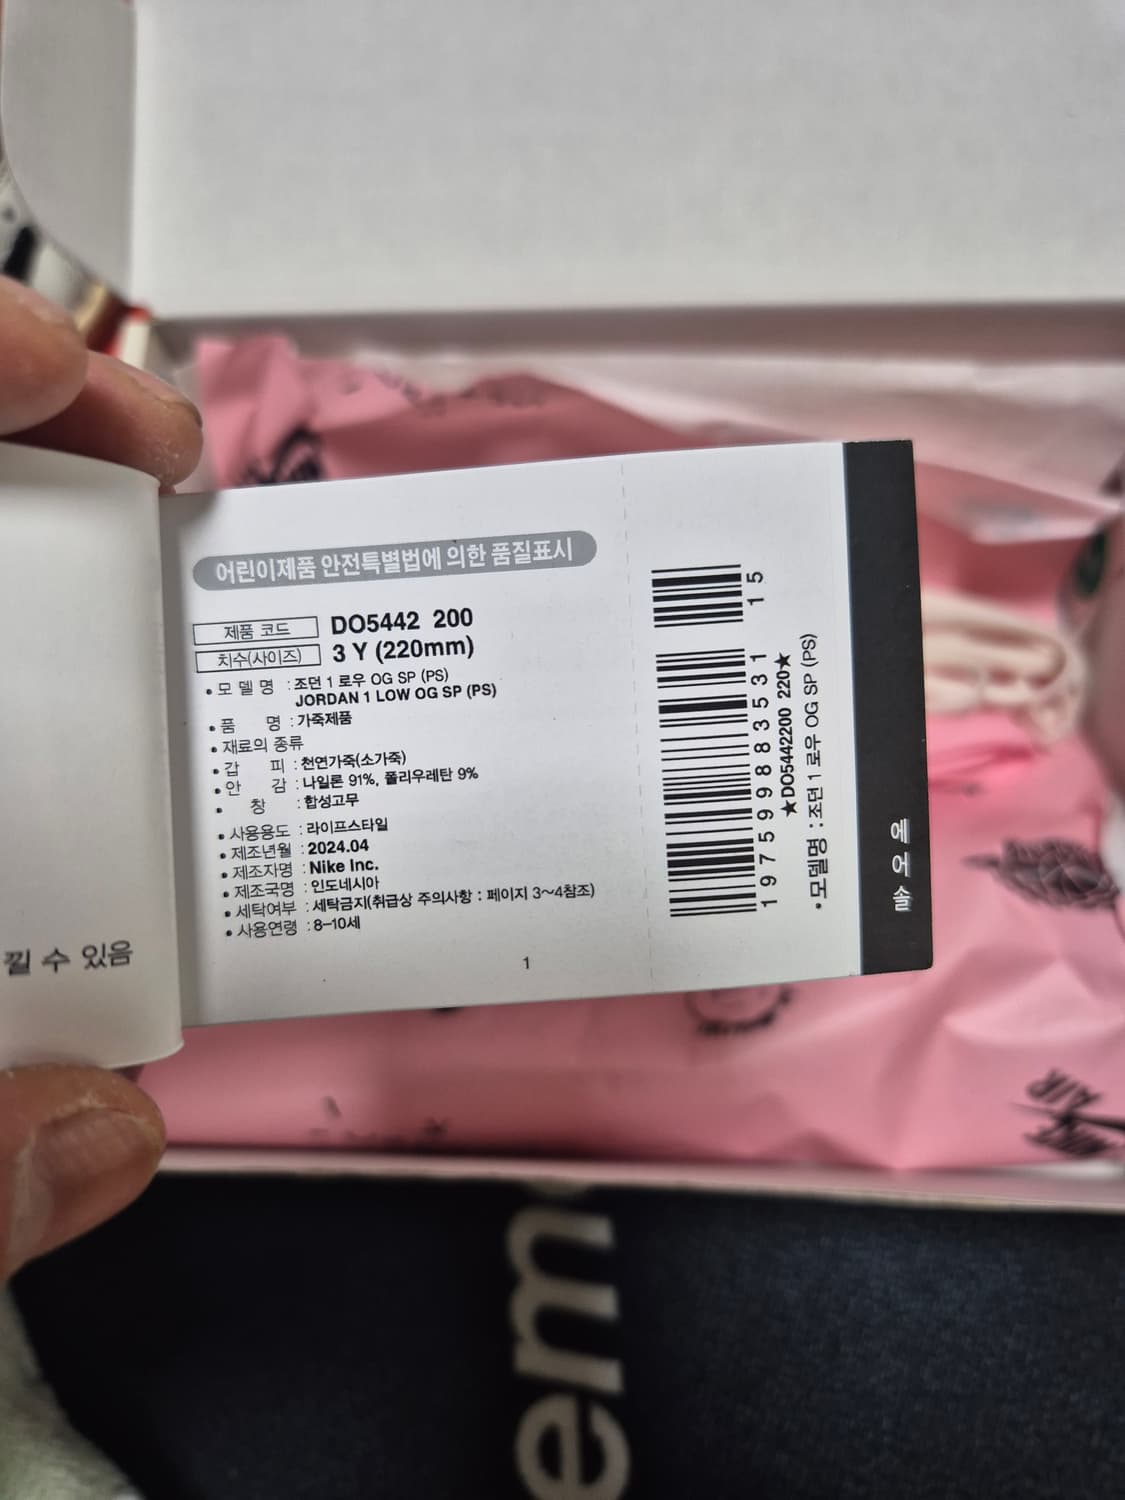 낄 수 있음
어린이제품 안전특별법에 의한 품질표시
제품 코드 DO5442 200
치수(사이즈) 3 Y (220mm)
• 모 델 명 : 조던 1 로우 OG SP (PS)
JORDAN 1 LOW OG SP (PS)
• 품 명 : 가죽제품
• 재료의 종류
• 갑 피 : 천연가죽(소가죽)
• 안 감 : 나일론 91%, 폴리우레탄 9%
• 창 : 합성고무
• 사용용도 : 라이프스타일
• 제조년월 : 2024.04
• 제조자명 : Nike Inc.
• 제조국명 : 인도네시아
• 세탁여부 : 세탁금지(취급상 주의사항 : 페이지 3~4참조)
• 사용연령 : 8-10세
1
197598883531 15
★DO5442200 220★
• 모델명 : 조던 1 로우 OG SP (PS)
에어솔
AIR
em